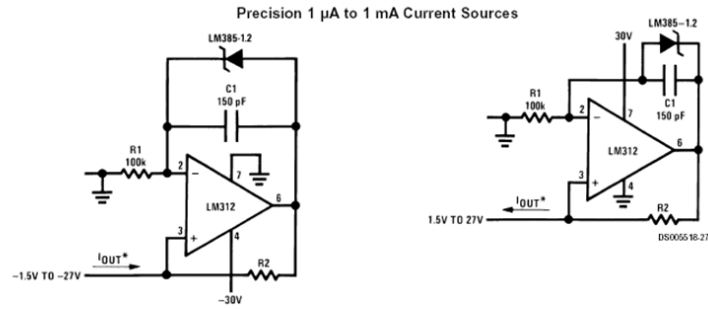 Precision 1 µA to 1 mA Current Sources
LM385-1.2
C1
150 pF
R1
100k
2
7
LM312
6
3
4
IOUT*
R2
−1.5V TO −27V
−30V
LM385–1.2
30V
R1
100k
2
7
C1
150 pF
LM312
6
3
4
IOUT*
R2
1.5V TO 27V
DS005518-27